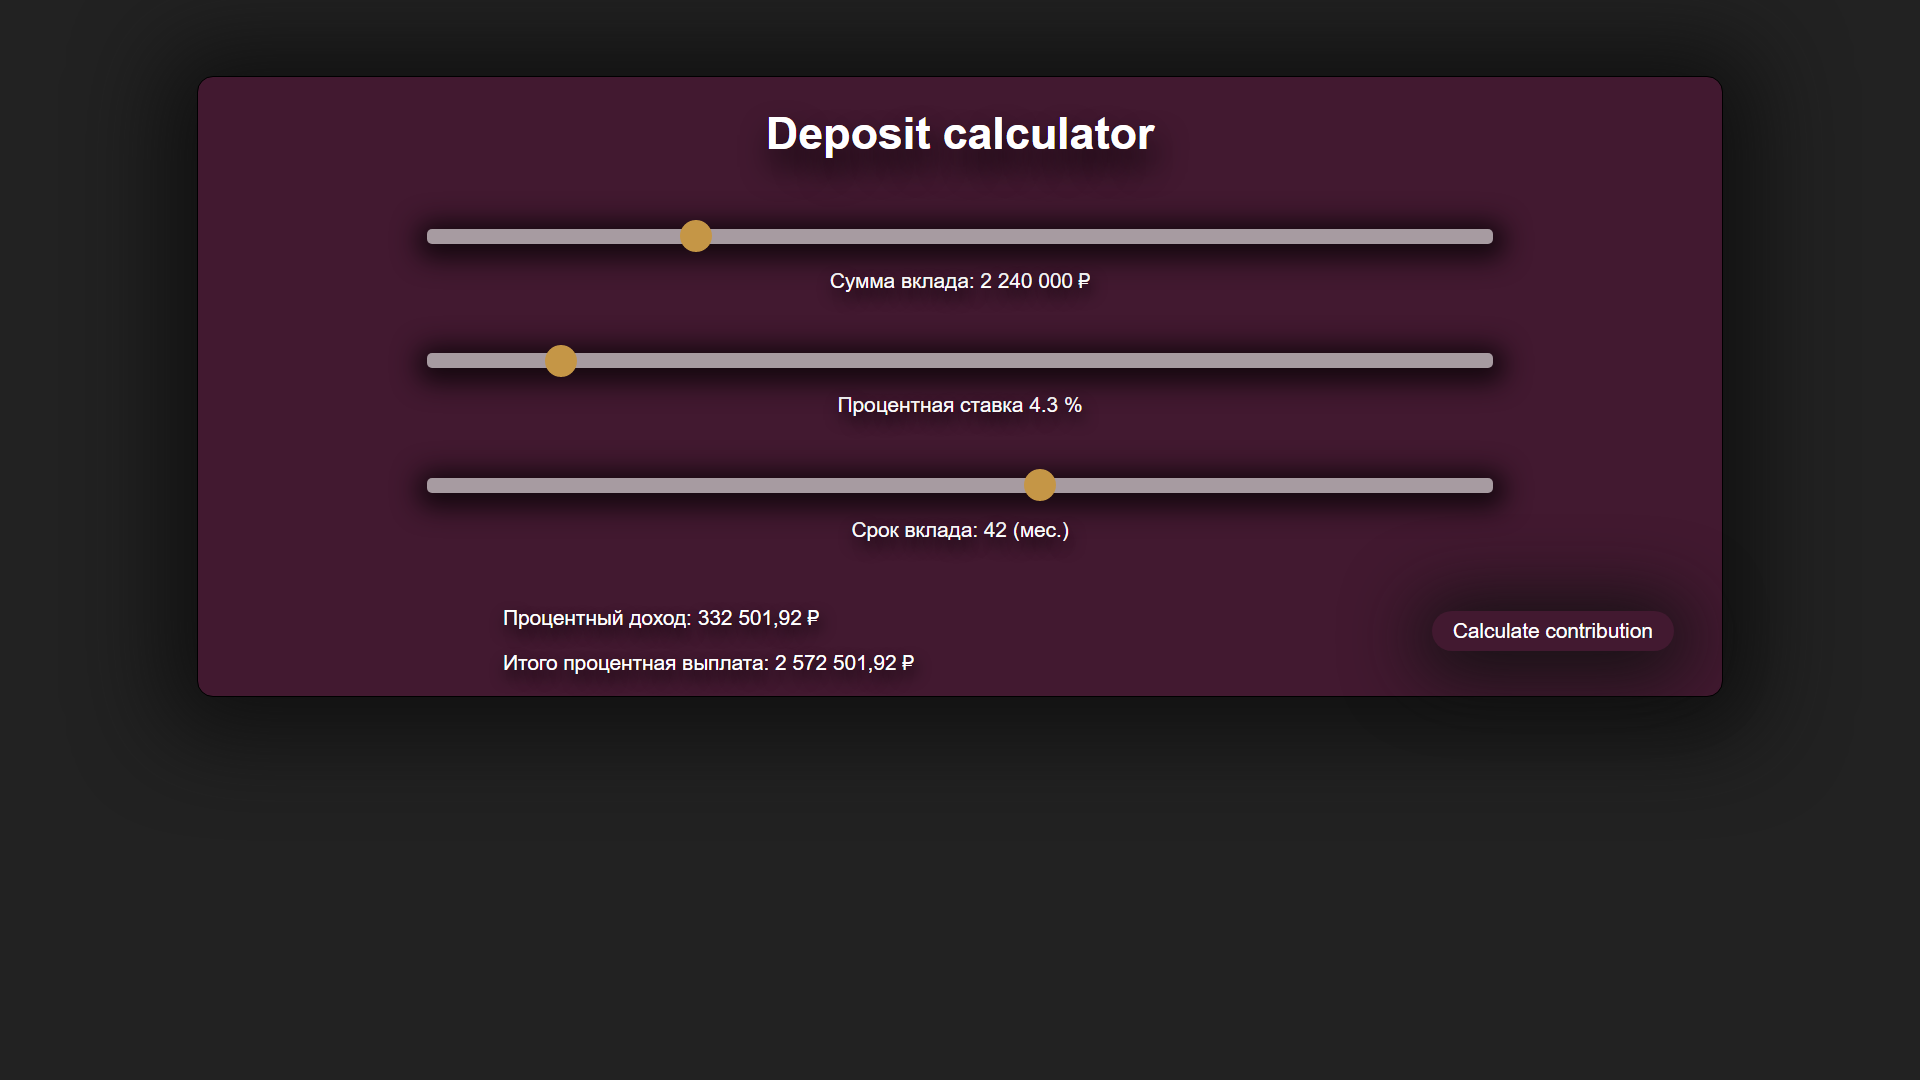 Deposit calculator
Сумма вклада: 2 240 000 ₽
Процентная ставка 4.3 %
Срок вклада: 42 (мес.)
Процентный доход: 332 501,92 ₽
Calculate contribution
Итого процентная выплата: 2 572 501,92 ₽